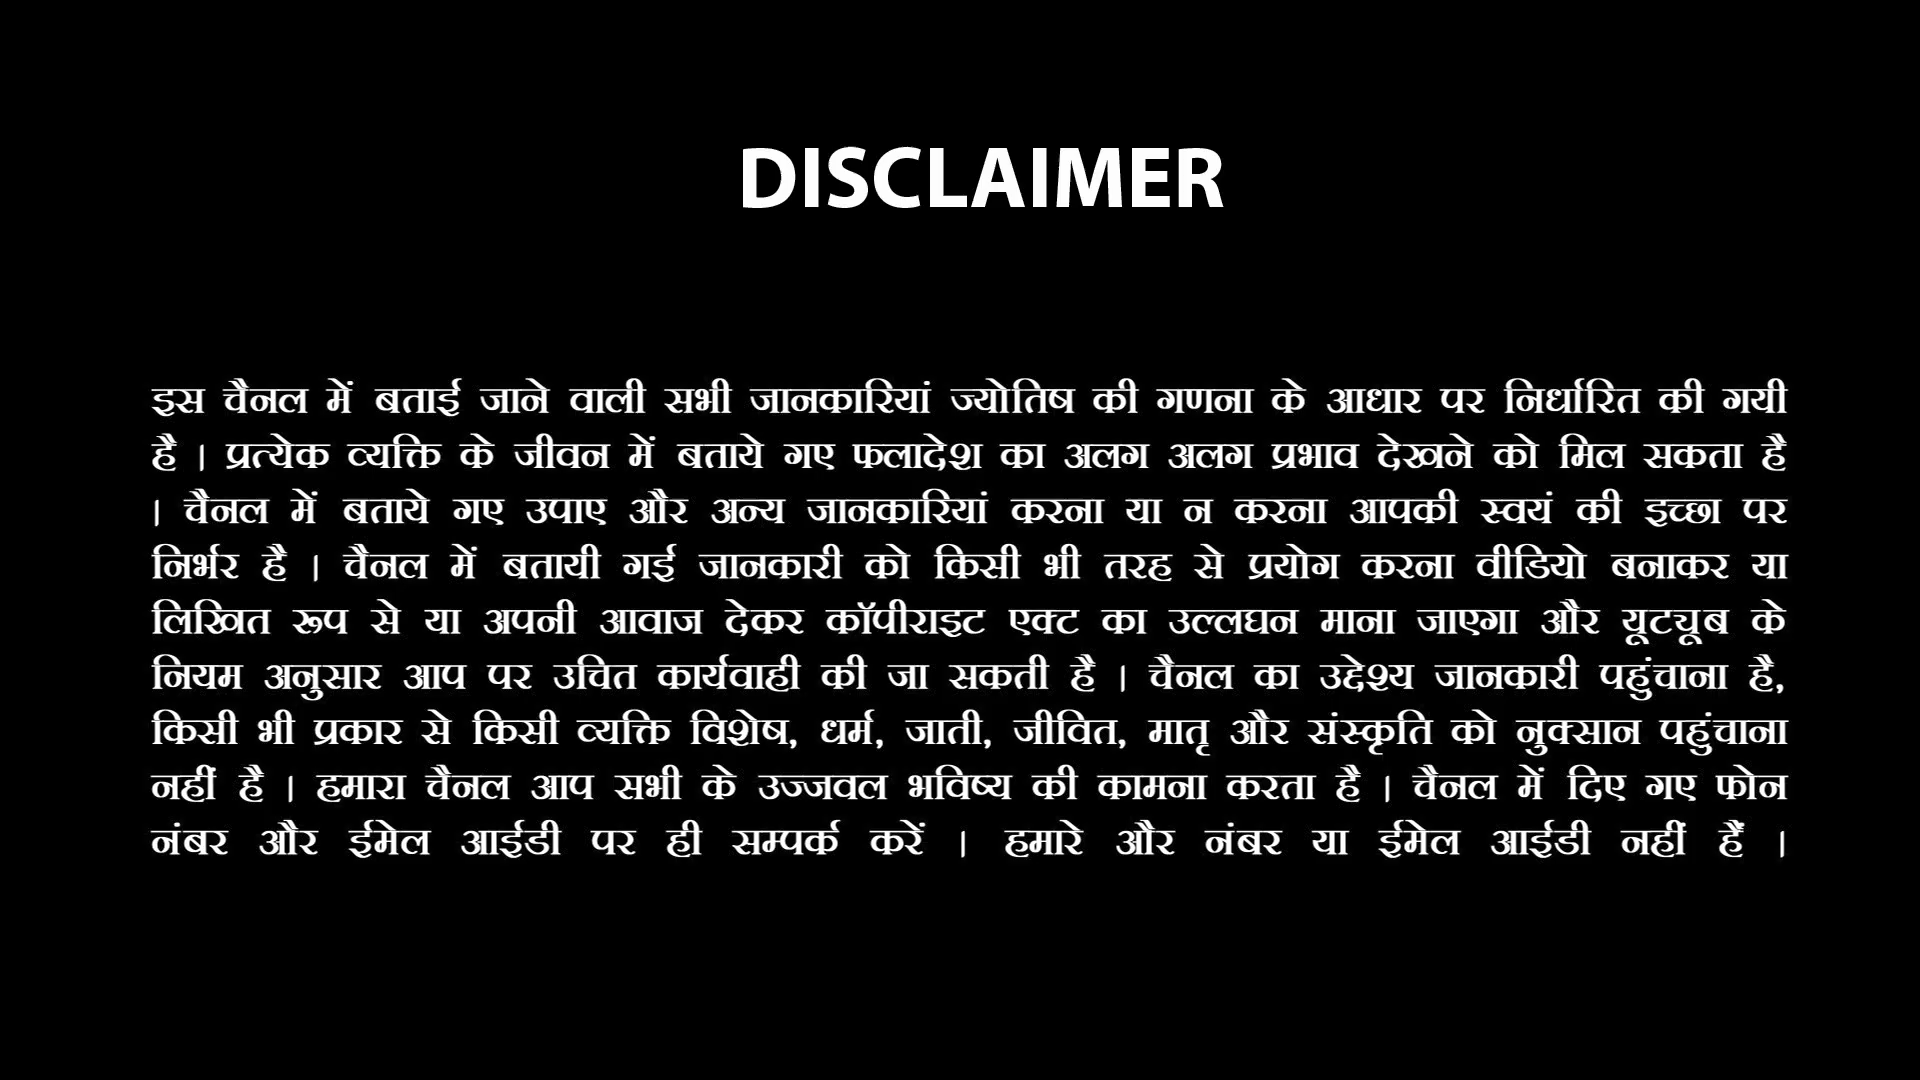 DISCLAIMER
इस चैनल में बताई जाने वाली सभी जानकारियां ज्योतिष की गणना के आधार पर निर्धारित की गयी
है । प्रत्येक व्यक्ति के जीवन में बताये गए फलादेश का अलग अलग प्रभाव देखने को मिल सकता है
। चैनल में बताये गए उपाए और अन्य जानकारियां करना या न करना आपकी स्वयं की इच्छा पर
निर्भर है । चैनल में बतायी गई जानकारी को किसी भी तरह से प्रयोग करना वीडियो बनाकर या
लिखित रूप से या अपनी आवाज देकर कॉपीराइट एक्ट का उल्लघन माना जाएगा और यूटच्यूब के
नियम अनुसार आप पर उचित कार्यवाही की जा सकती है । चैनल का उद्देश्य जानकारी पहुंचाना है,
किसी भी प्रकार से किसी व्यक्ति विशेष, धर्म, जाती, जीवित, मातृ और संस्कृति को नुक्सान पहुंचाना
नहीं है । हमारा चैनल आप सभी के उज्जवल भविष्य की कामना करता है । चैनल में दिए गए फोन
नंबर और ईमेल आईडी पर ही सम्पर्क करें । हमारे और नंबर या ईमेल आईडी नहीं हैं ।